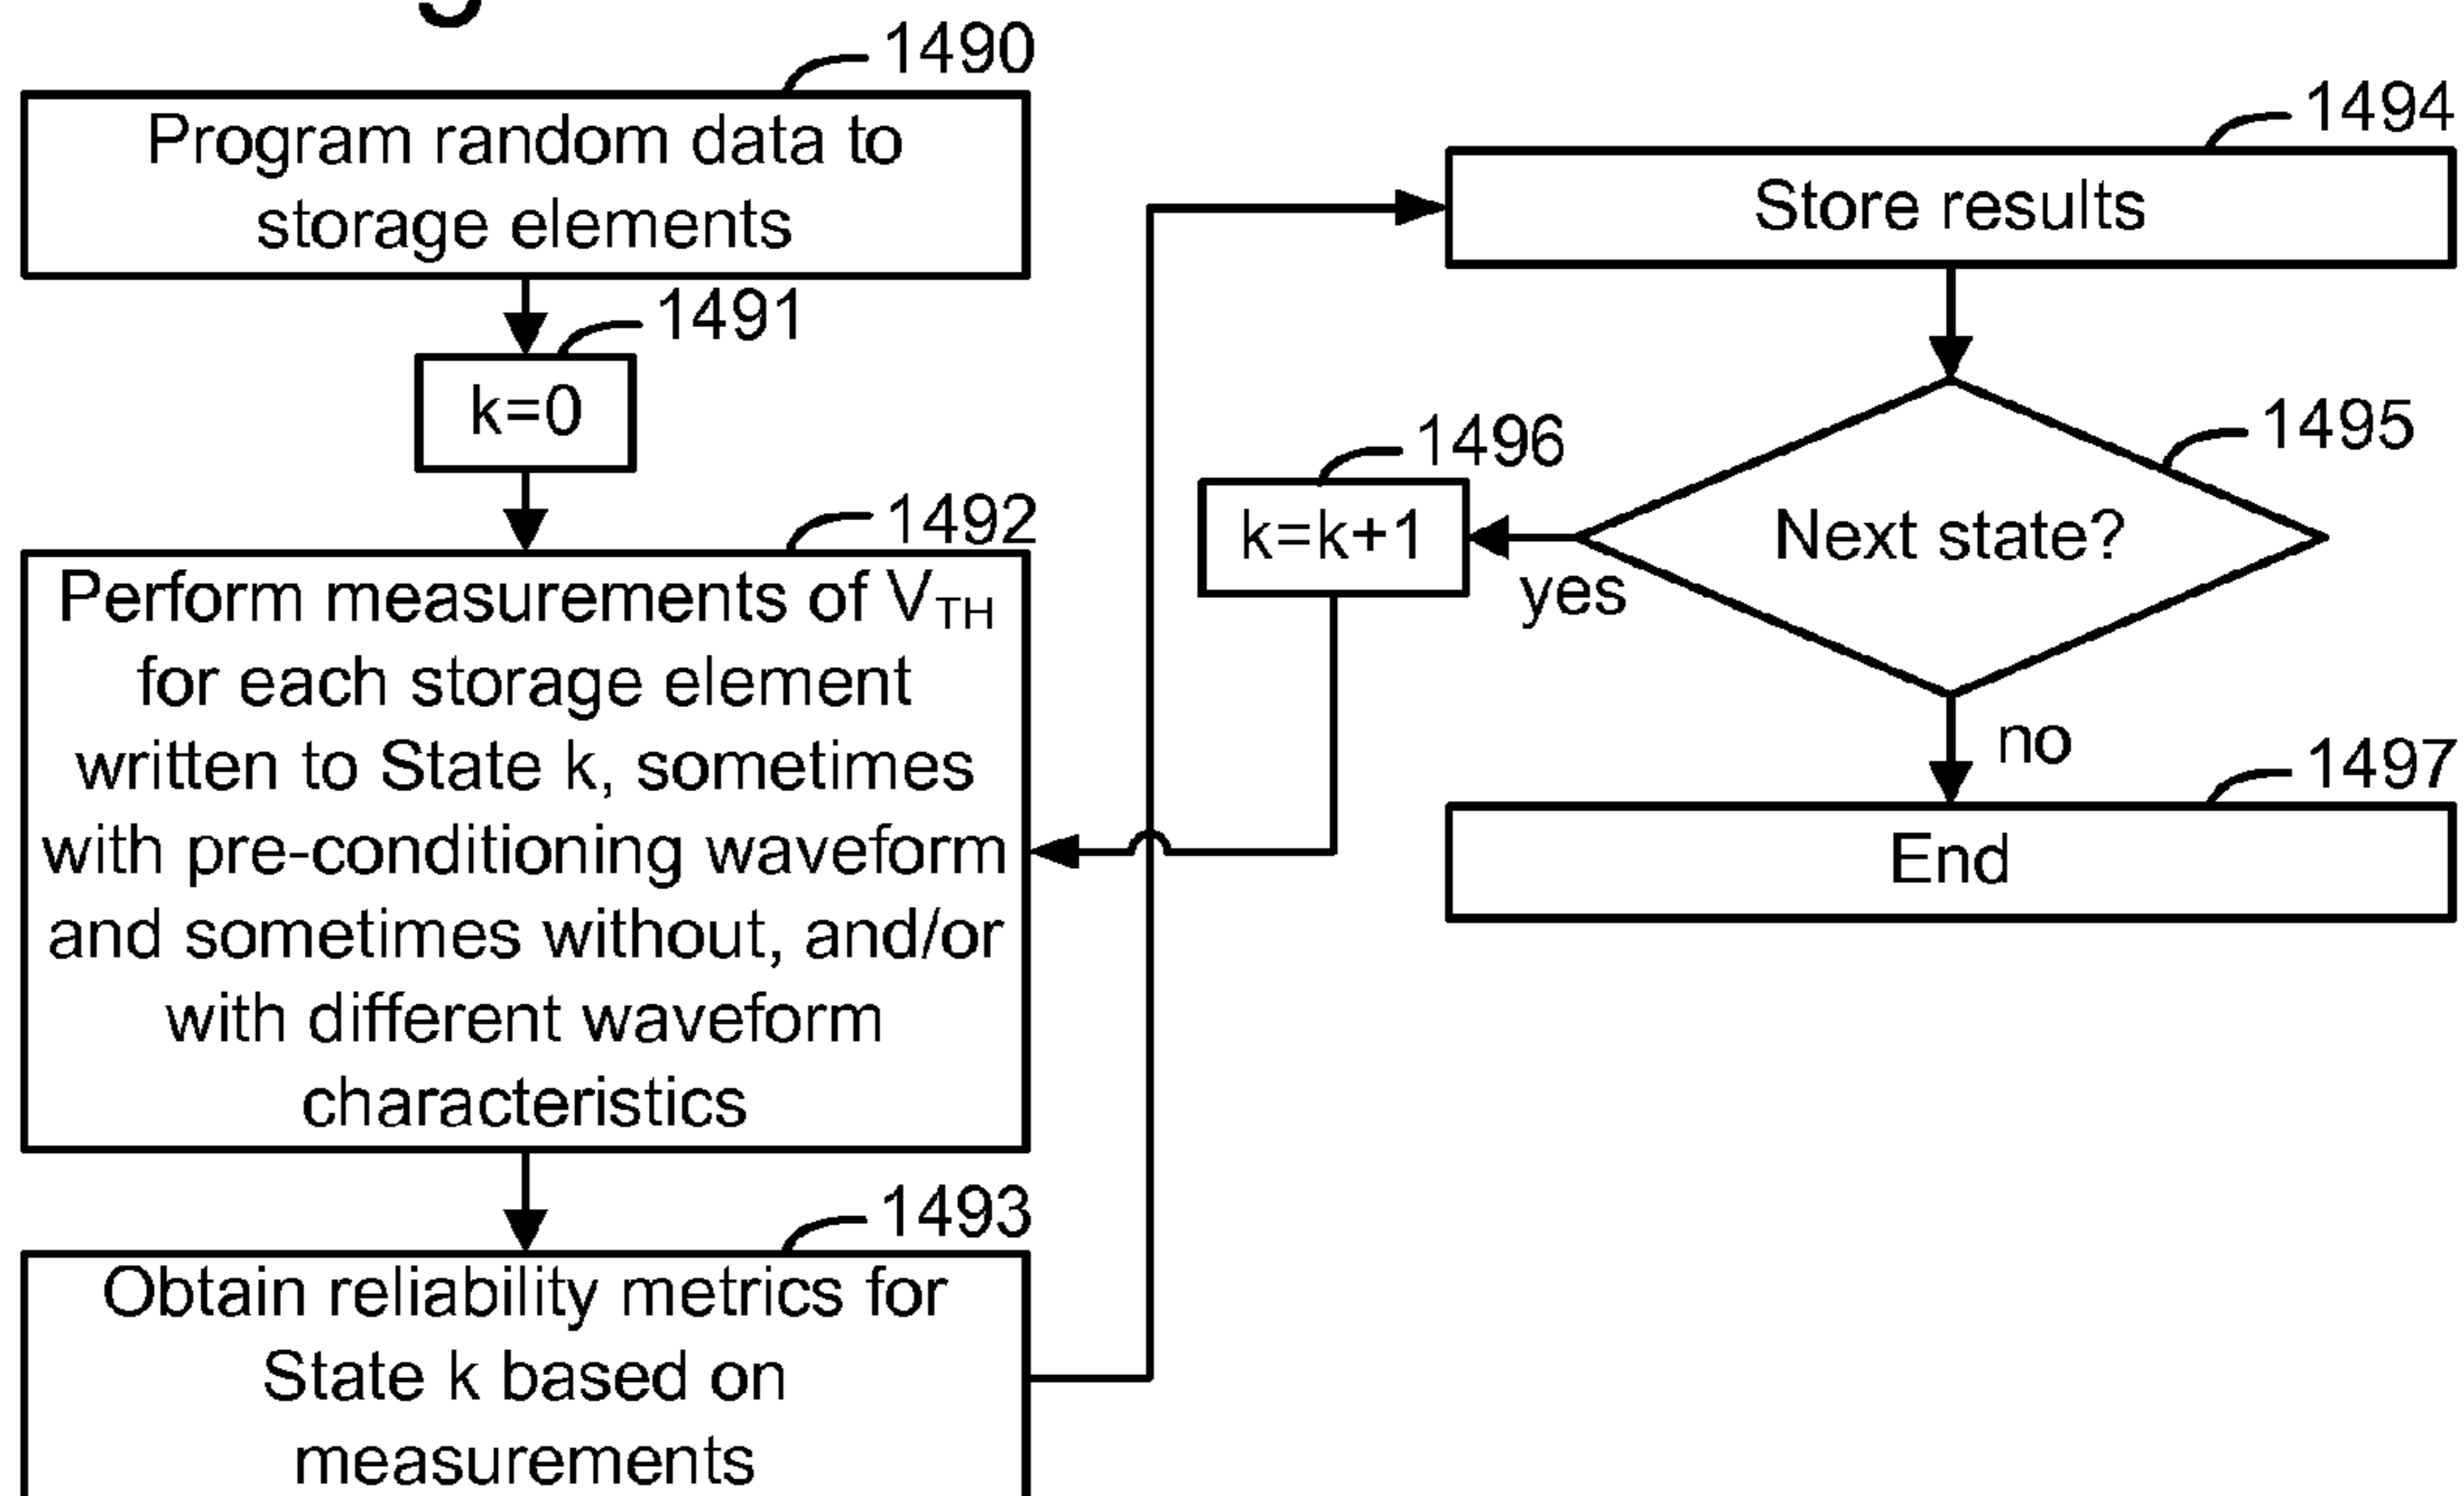 1490
Program random data to
storage elements
1491
k=0
1492
Perform measurements of VTH
for each storage element
written to State k, sometimes
with pre-conditioning waveform
and sometimes without, and/or
with different waveform
characteristics
1493
Obtain reliability metrics for
State k based on
measurements
1494
Store results
1495
Next state?
yes
1496
k=k+1
no
1497
End